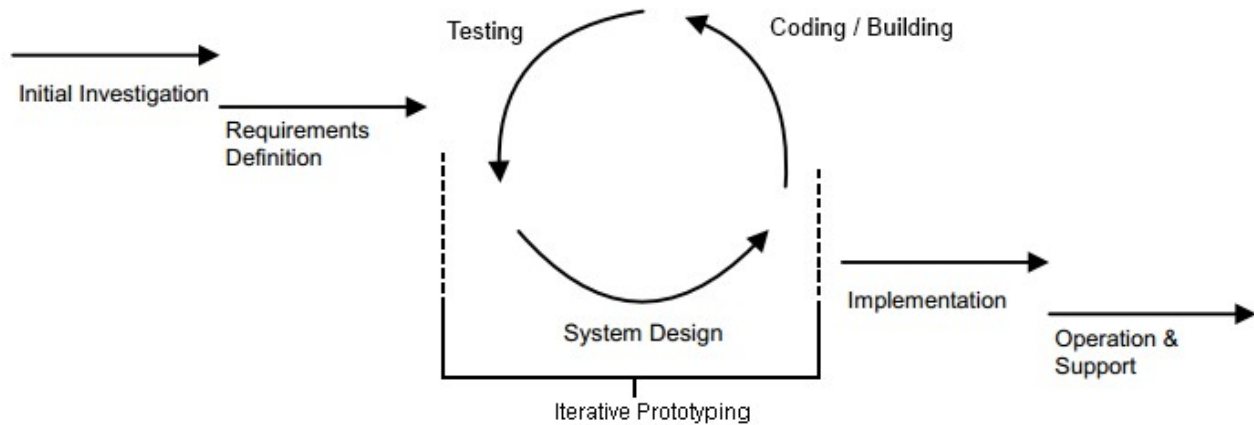 Testing
Coding / Building
Initial Investigation
Requirements
Definition
Implementation
System Design
Operation &
Support
Iterative Prototyping